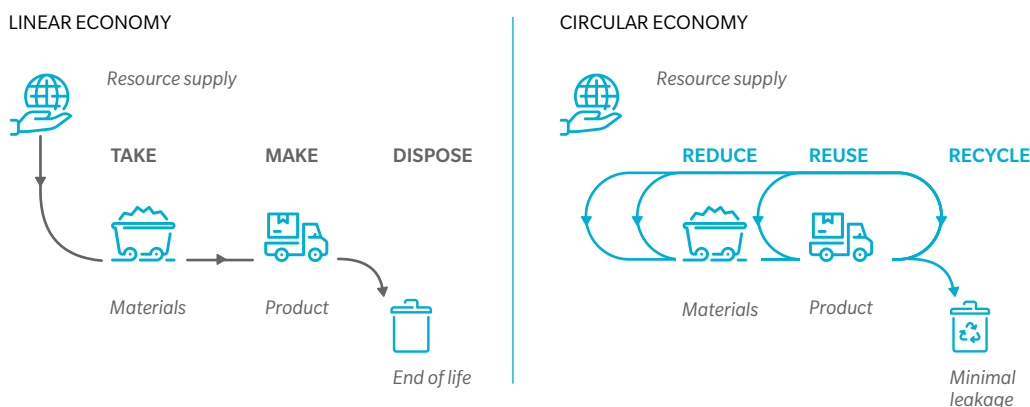 LINEAR ECONOMY
Resource supply
TAKE
MAKE
DISPOSE
Materials
Product
End of life
CIRCULAR ECONOMY
Resource supply
REDUCE
REUSE
RECYCLE
Materials
Product
Minimal
leakage